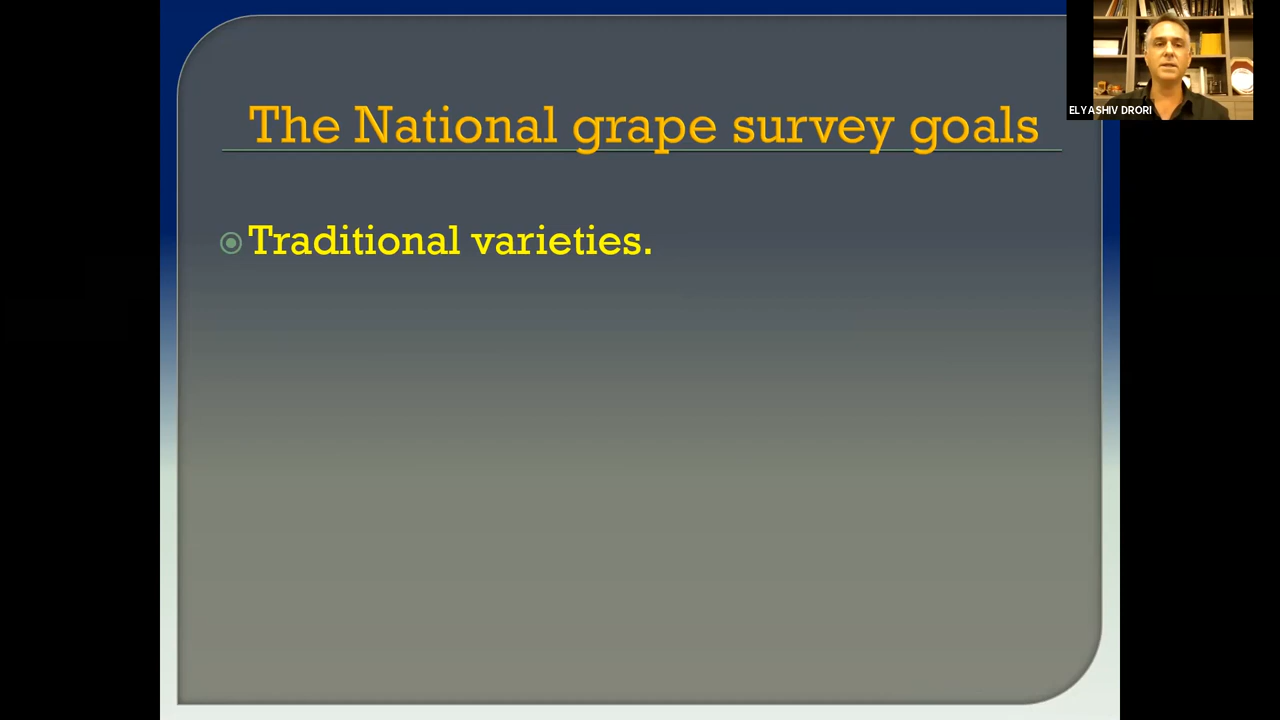 The National grape survey goals
ELYASHIV DRORI
Traditional varieties.